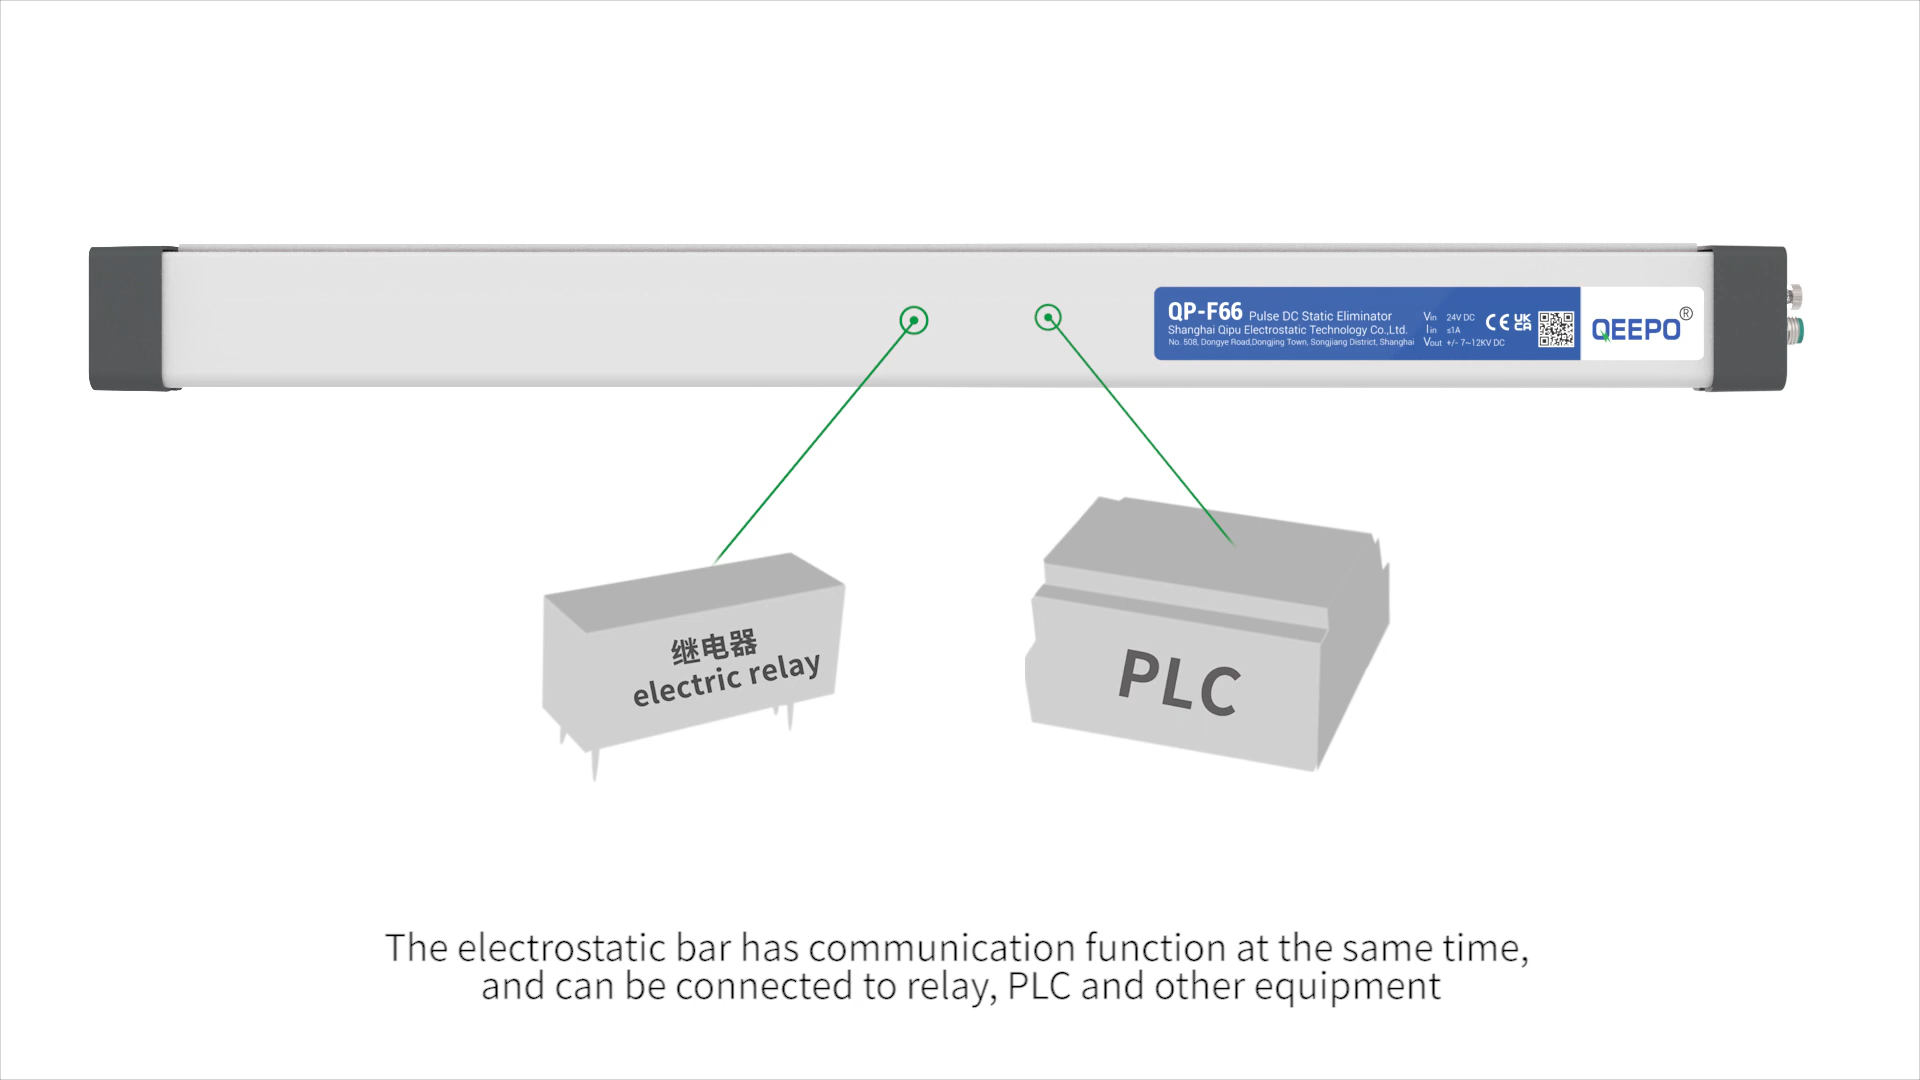 QP-F66 Pulse DC Static Eliminator
Shanghai Qipu Electrostatic Technology Co.,Ltd.
No. 508, Dongye Road,Dongjing Town, Songjiang District, Shanghai
Vin 24V DC
Iin ≤1A
Vout +/- 7~12KV DC
CE UK CA
QEEPO®
继电器
electric relay
PLC
The electrostatic bar has communication function at the same time,
and can be connected to relay, PLC and other equipment